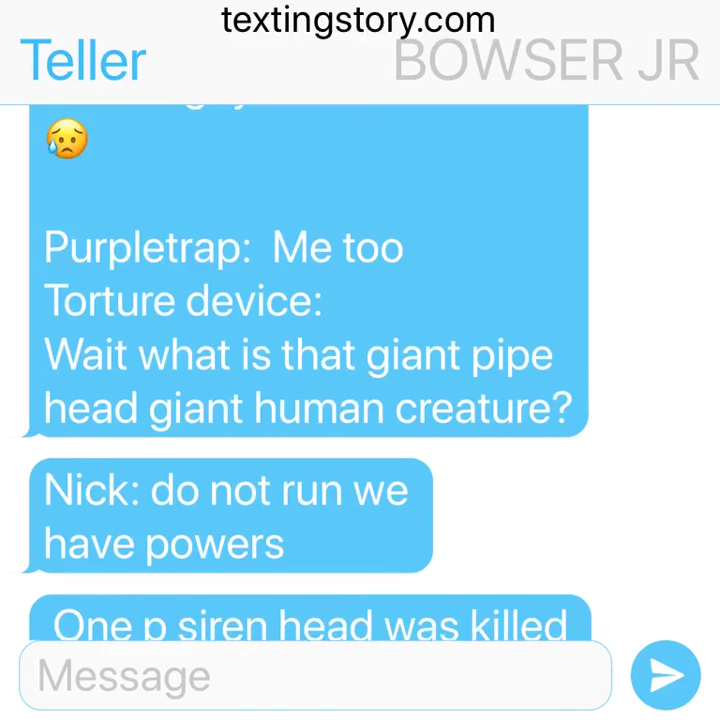 textingstory.com
Teller BOWSER JR
Purpletrap:  Me too
Torture device:
Wait what is that giant pipe
head giant human creature?
Nick: do not run we
have powers
One p siren head was killed
Message